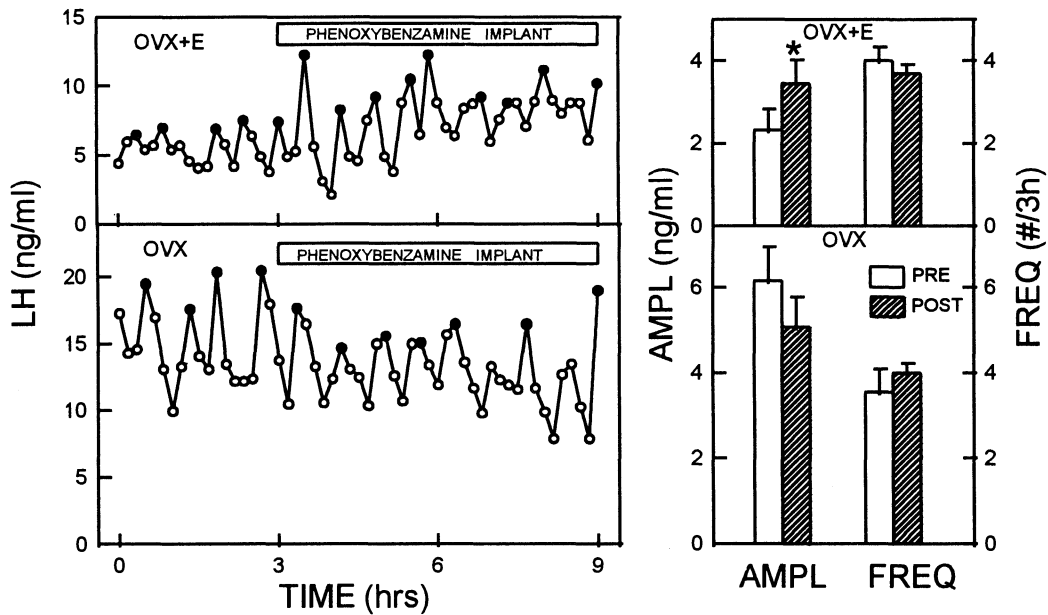 15
OVX+E
PHENOXYBENZAMINE IMPLANT
10
5
0
LH (ng/ml)
OVX
PHENOXYBENZAMINE IMPLANT
20
15
10
5
0
0
3
6
9
TIME (hrs)
OVX+E
*
4
2
0
4
2
0
AMPL (ng/ml)
FREQ (#/3h)
OVX
PRE
POST
6
4
2
0
6
4
2
0
AMPL
FREQ